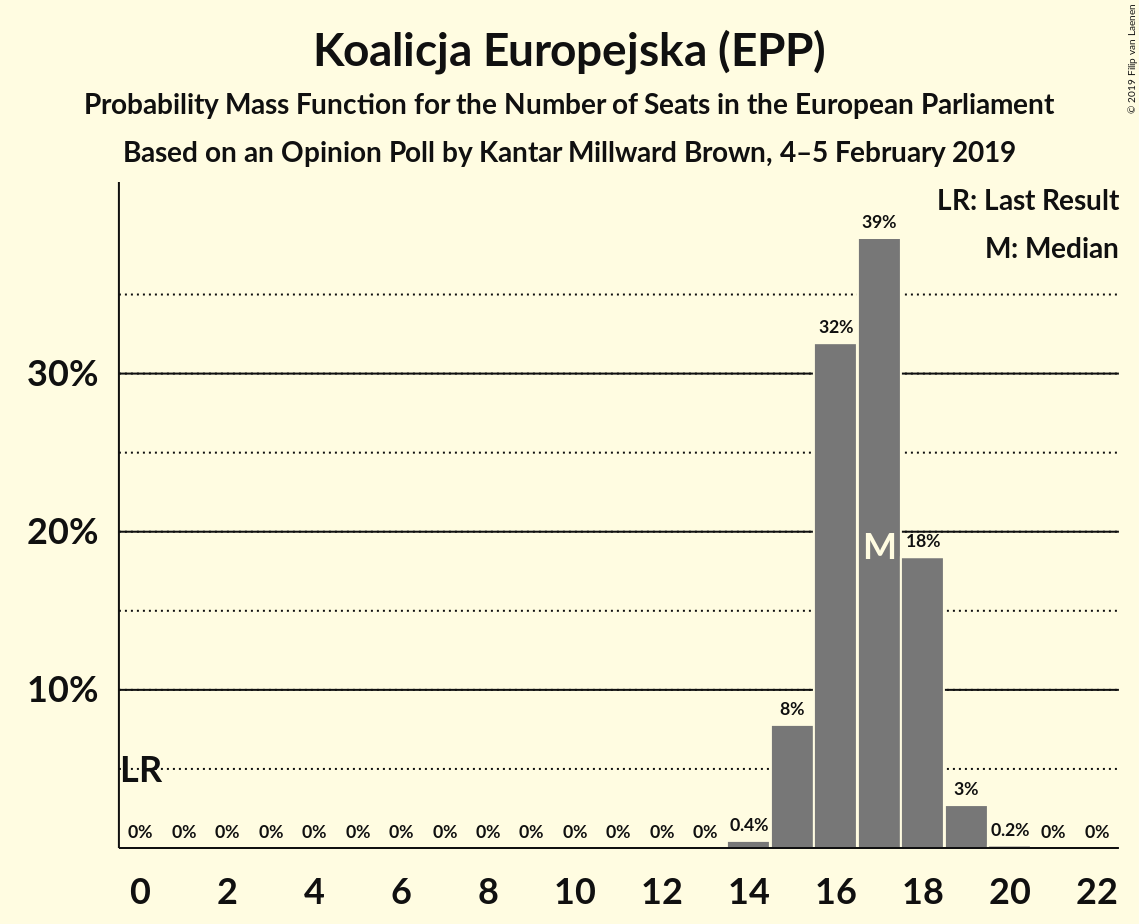 © 2019 Filip van Laenen
Koalicja Europejska (EPP)
Probability Mass Function for the Number of Seats in the European Parliament
Based on an Opinion Poll by Kantar Millward Brown, 4–5 February 2019
LR: Last Result
M: Median
39%
32%
30%
20%
M
18%
10%
8%
LR
3%
0% 0% 0% 0% 0% 0% 0% 0% 0% 0% 0% 0% 0% 0% 0.4% 0.2% 0% 0%
0 2 4 6 8 10 12 14 16 18 20 22